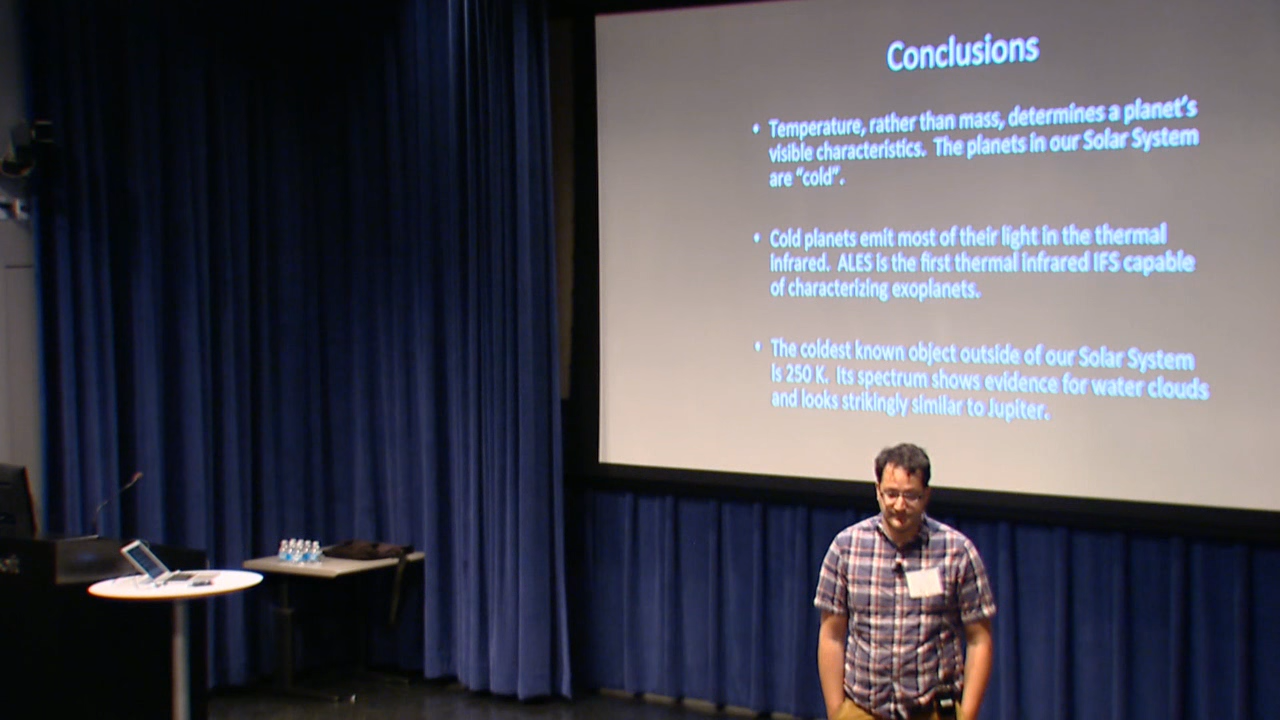 Conclusions
• Temperature, rather than mass, determines a planet's
visible characteristics. The planets in our Solar System
are "cold".
• Cold planets emit most of their light in the thermal
infrared. ALES is the first thermal infrared IFS capable
of characterizing exoplanets.
• The coldest known object outside of our Solar System
is 250 K. Its spectrum shows evidence for water clouds
and looks strikingly similar to Jupiter.